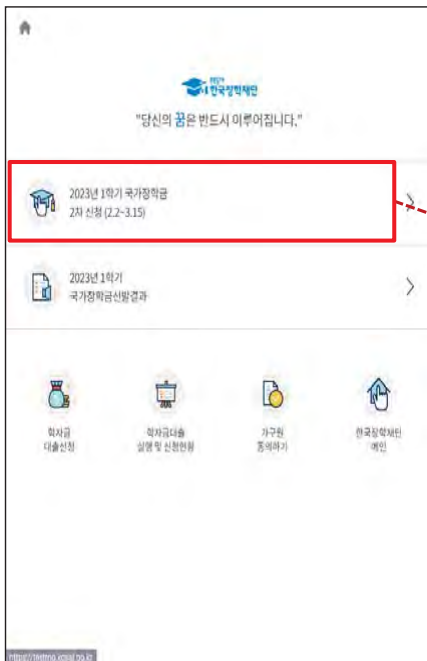 한국장학재단
"당신의 꿈은 반드시 이루어집니다."
2023년 1학기 국가장학금
2차 신청 (2.2~3.15)
2023년 1학기
국가장학금선발결과
학자금
대출신청
학자금대출
실행 및 신청현황
가구원
동의하기
한국장학재단
메인